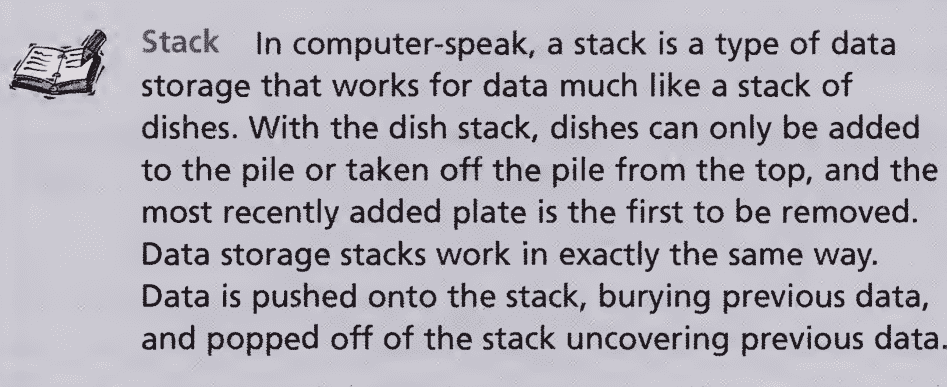 Stack In computer-speak, a stack is a type of data
storage that works for data much like a stack of
dishes. With the dish stack, dishes can only be added
to the pile or taken off the pile from the top, and the
most recently added plate is the first to be removed.
Data storage stacks work in exactly the same way.
Data is pushed onto the stack, burying previous data,
and popped off of the stack uncovering previous data.